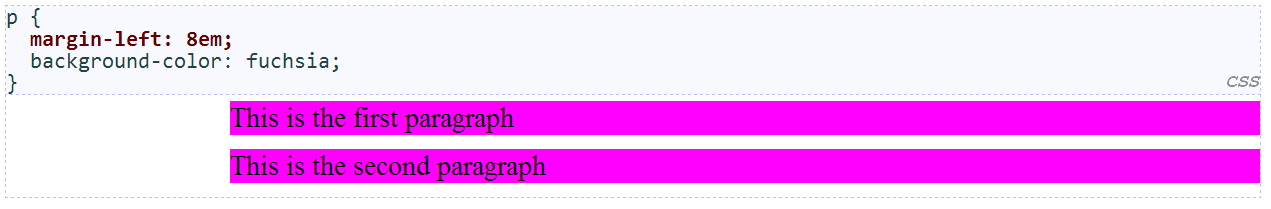 p {
  margin-left: 8em;
  background-color: fuchsia;
}
CSS
This is the first paragraph
This is the second paragraph